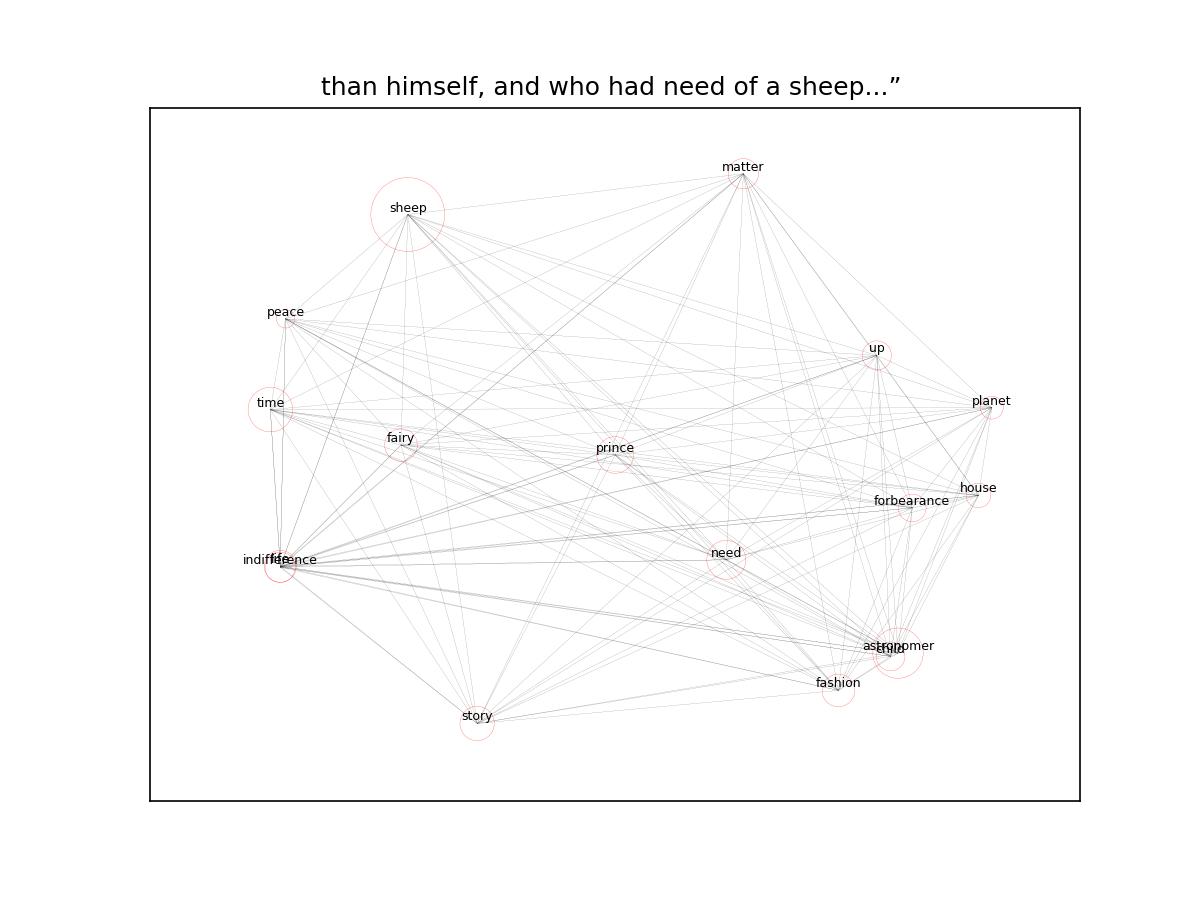 than himself, and who had need of a sheep...”
matter
sheep
peace
up
planet
time
fairy
prince
house
forbearance
need
indifference
life
astronomer
child
fashion
story